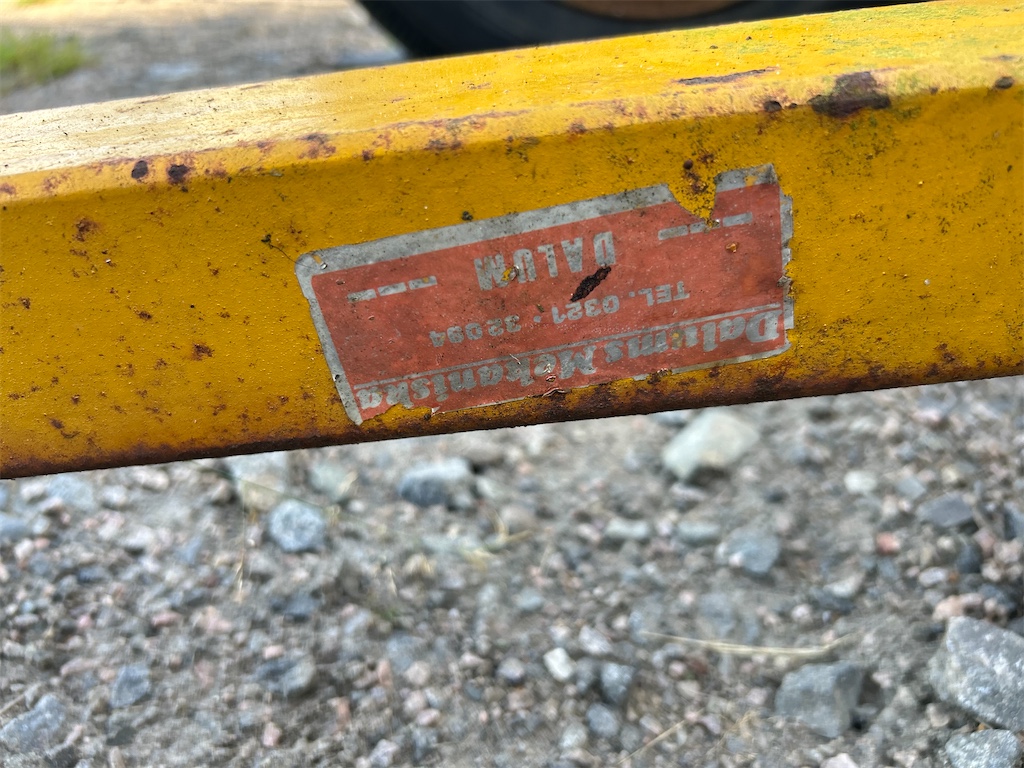 Dalums Mekaniska
TEL. 0321 - 32094
DALUM